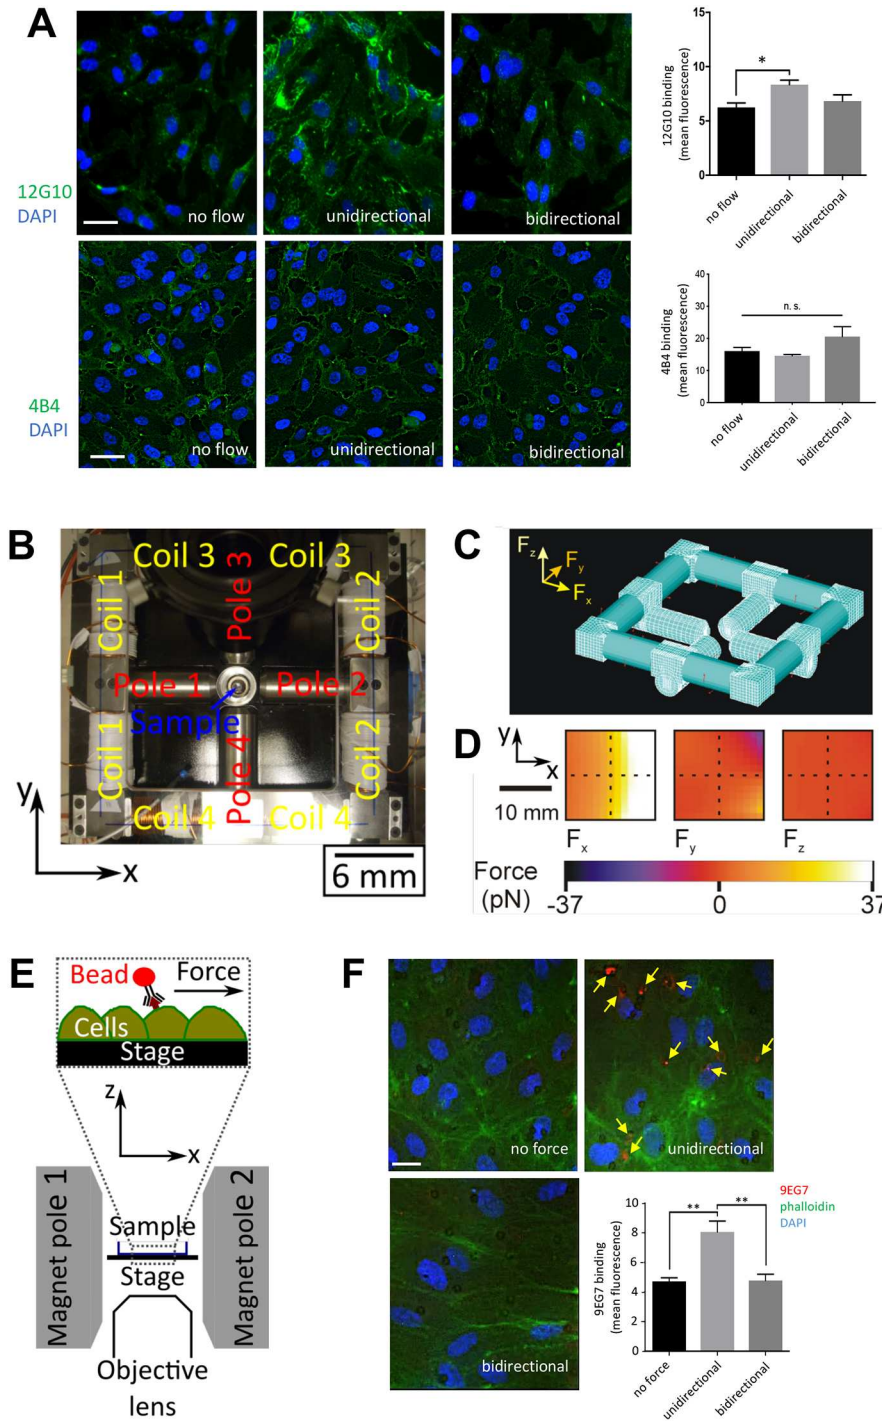 A
12G10
DAPI
no flow
unidirectional
bidirectional
12G10 binding
(mean fluorescence)
15
10
5
0
*
no flow
unidirectional
bidirectional
4B4
DAPI
no flow
unidirectional
bidirectional
4B4 binding
(mean fluorescence)
40
30
20
10
0
n. s.
no flow
unidirectional
bidirectional
B
Coil 3
Coil 3
Coil 1
Pole 3
Coil 2
Pole 1
Pole 2
Sample
Coil 1
Pole 4
Coil 2
Coil 4
Coil 4
y
x
6 mm
C
Fz
Fy
Fx
D
y
x
10 mm
Fx
Fy
Fz
Force
(pN)
-37
0
37
E
Bead
Force
Cells
Stage
z
x
Magnet pole 1
Magnet pole 2
Sample
Stage
Objective
lens
F
no force
unidirectional
bidirectional
9EG7
phalloidin
DAPI
9EG7 binding
(mean fluorescence)
10
8
6
4
2
0
**
**
no force
unidirectional
bidirectional